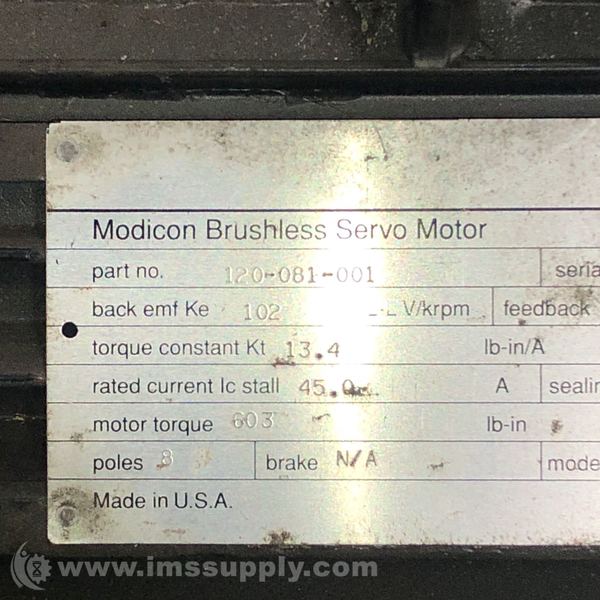 Modicon Brushless Servo Motor
part no. 120-081-001 seria
back emf Ke 102 L-L V/krpm feedback
torque constant Kt 13.4 lb-in/A
rated current Ic stall 45.0 A sealin
motor torque 603 lb-in
poles 8 brake N/A mode
Made in U.S.A.
www.imssupply.com